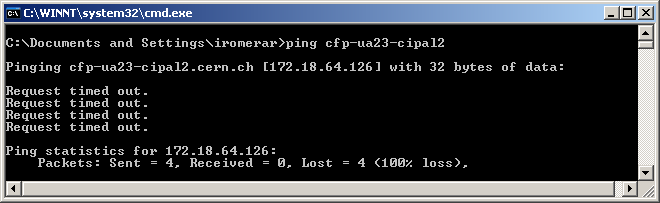 C:\WINNT\system32\cmd.exe
C:\Documents and Settings\iromerar>ping cfp-ua23-cipal2
Pinging cfp-ua23-cipal2.cern.ch [172.18.64.126] with 32 bytes of data:
Request timed out.
Request timed out.
Request timed out.
Request timed out.
Ping statistics for 172.18.64.126:
Packets: Sent = 4, Received = 0, Lost = 4 (100% loss),